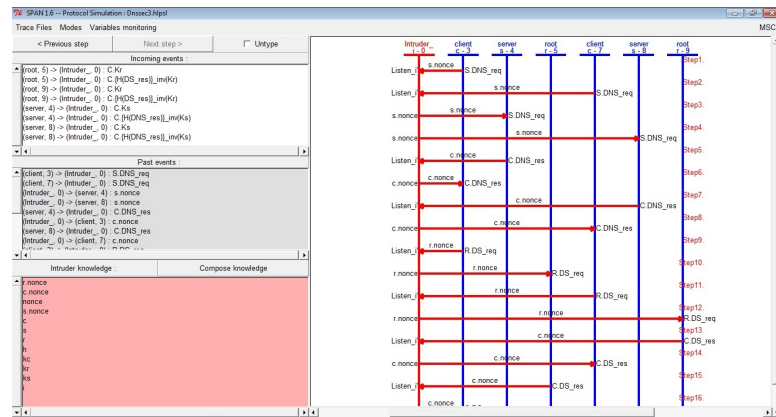 SPAN 1.6 -- Protocol Simulation : Dnssec3.hlpsl
Trace Files Modes Variables monitoring MSC
< Previous step Next step > Untype
Incoming events :
(root, 5) -> (Intruder_, 0) : C.Kr
(root, 5) -> (Intruder_, 0) : C.{H(DS_res)}_inv(Kr)
(root, 9) -> (Intruder_, 0) : C.Kr
(root, 9) -> (Intruder_, 0) : C.{H(DS_res)}_inv(Kr)
(server, 4) -> (Intruder_, 0) : C.Ks
(server, 4) -> (Intruder_, 0) : C.{H(DNS_res)}_inv(Ks)
(server, 8) -> (Intruder_, 0) : C.Ks
(server, 8) -> (Intruder_, 0) : C.{H(DNS_res)}_inv(Ks)
Past events :
(client, 3) -> (Intruder_, 0) : S.DNS_req
(client, 7) -> (Intruder_, 0) : S.DNS_req
(Intruder_, 0) -> (server, 4) : s.nonce
(Intruder_, 0) -> (server, 8) : s.nonce
(server, 4) -> (Intruder_, 0) : C.DNS_res
(Intruder_, 0) -> (client, 3) : c.nonce
(server, 8) -> (Intruder_, 0) : C.DNS_res
(Intruder_, 0) -> (client, 7) : c.nonce
Intruder knowledge : Compose knowledge
r.nonce
c.nonce
nonce
s.nonce
c
s
r
h
kc
kr
ks
i
Intruder_ client server root client server root
i - 0 c - 3 s - 4 r - 5 c - 7 s - 8 r - 9
Step1.
s.nonce
Listen_i S.DNS_req
Step2.
s.nonce
Listen_i S.DNS_req
Step3.
s.nonce
s.nonce S.DNS_req
Step4.
s.nonce
s.nonce S.DNS_req
Step5.
c.nonce
Listen_i C.DNS_res
Step6.
c.nonce
c.nonce C.DNS_res
Step7.
c.nonce
Listen_i C.DNS_res
Step8.
c.nonce
c.nonce C.DNS_res
Step9.
r.nonce
Listen_i R.DS_req
Step10.
r.nonce
r.nonce R.DS_req
Step11.
r.nonce
Listen_i R.DS_req
Step12.
r.nonce
r.nonce R.DS_req
Step13.
c.nonce
Listen_i C.DS_res
Step14.
c.nonce
c.nonce C.DS_res
Step15.
c.nonce
Listen_i C.DS_res
Step16.
c.nonce